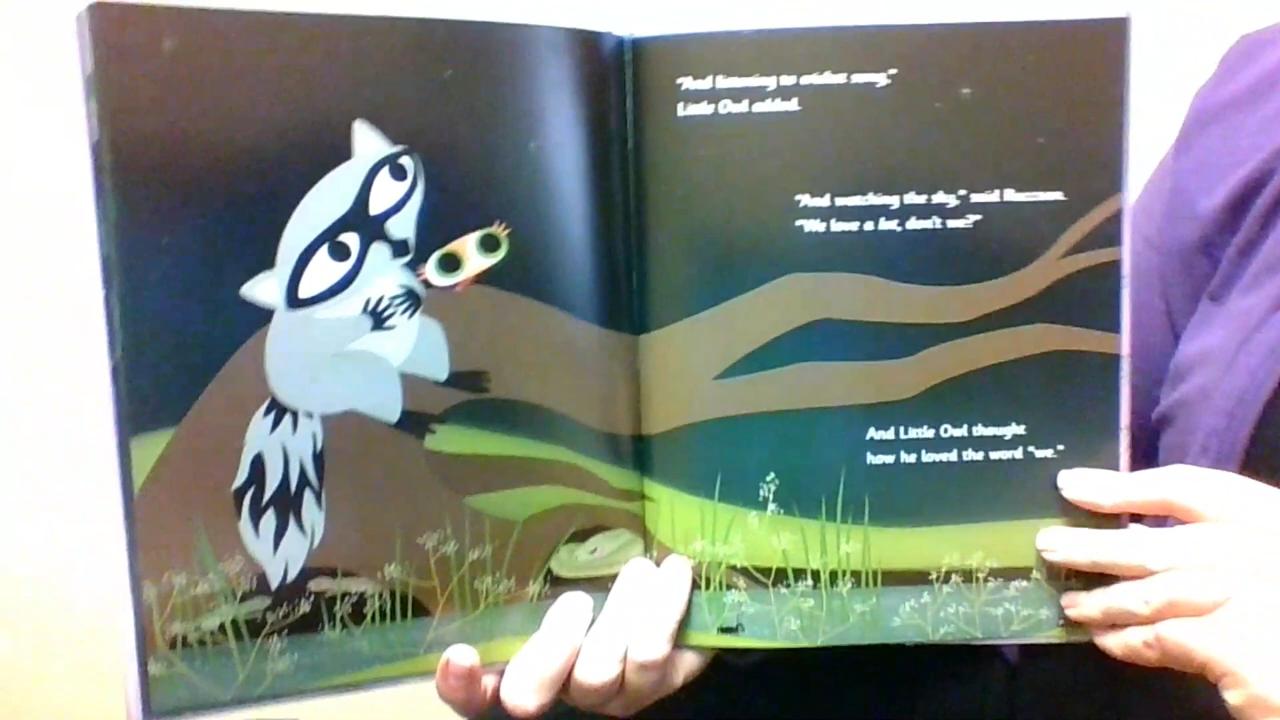 "And listening to cricket song,"
Little Owl added.
"And watching the sky," said Raccoon.
"We love a lot, don't we?"
And Little Owl thought
how he loved the word "we."